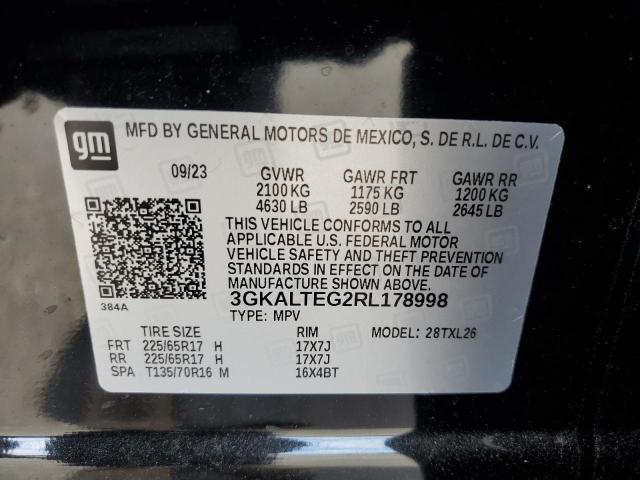 gm
MFD BY GENERAL MOTORS DE MEXICO, S. DE R.L. DE C.V.
09/23 GVWR GAWR FRT GAWR RR
2100 KG 1175 KG 1200 KG
4630 LB 2590 LB 2645 LB
THIS VEHICLE CONFORMS TO ALL
APPLICABLE U.S. FEDERAL MOTOR
VEHICLE SAFETY AND THEFT PREVENTION
STANDARDS IN EFFECT ON THE DATE OF
MANUFACTURE SHOWN ABOVE.
3GKALTEG2RL178998
384A
TYPE: MPV
TIRE SIZE RIM MODEL: 28TXL26
FRT 225/65R17 H 17X7J
RR 225/65R17 H 17X7J
SPA T135/70R16 M 16X4BT